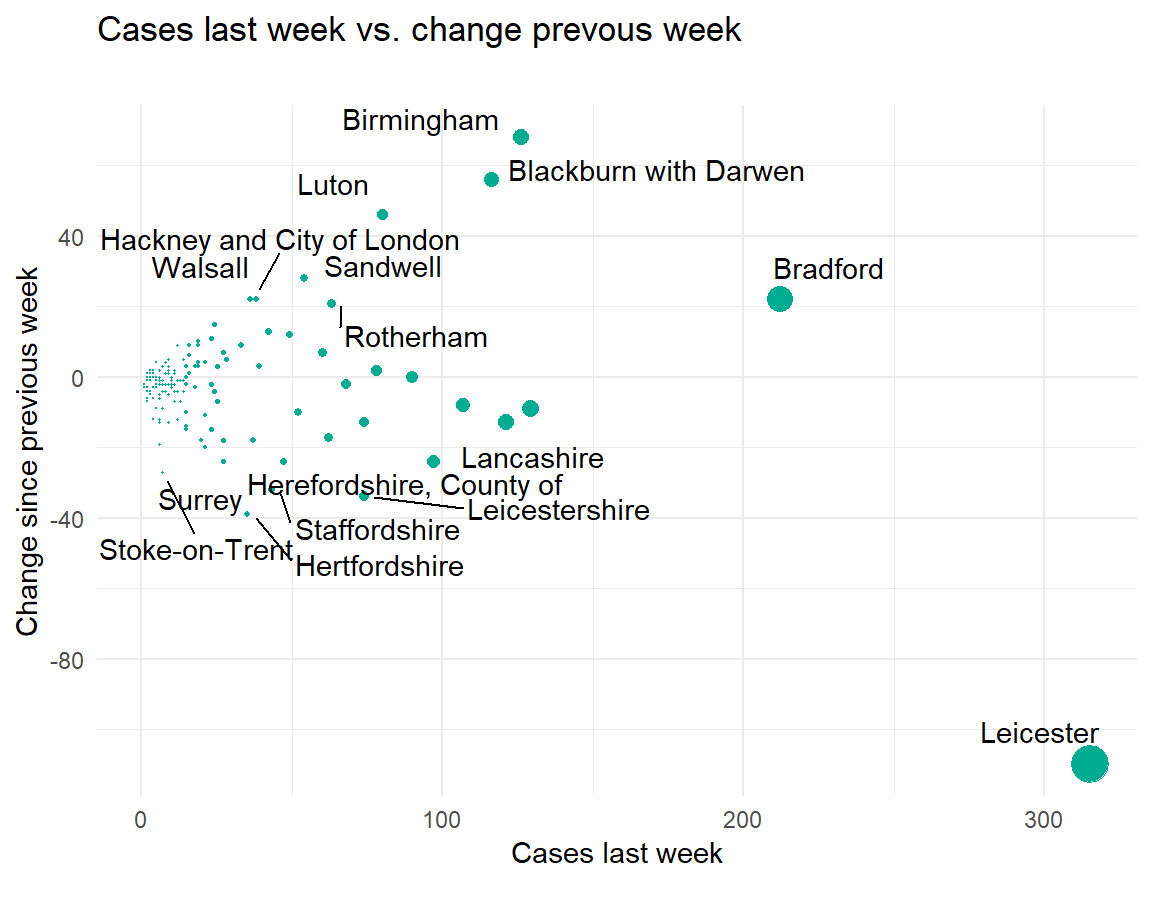 Cases last week vs. change prevous week
Birmingham
Blackburn with Darwen
Luton
Hackney and City of London
Walsall
Sandwell
Bradford
Rotherham
Lancashire
Herefordshire, County of
Surrey
Leicestershire
Staffordshire
Stoke-on-Trent
Hertfordshire
Leicester
40
0
-40
-80
Change since previous week
0
100
200
300
Cases last week